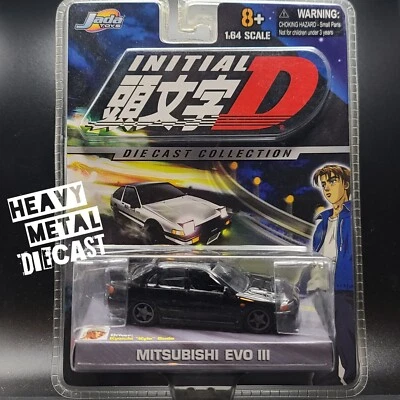 Jada
TOYS
8+
1:64 SCALE
WARNING:
CHOKING HAZARD - Small Parts
Not for children under 3 years
INITIAL
頭文字D
DIE CAST COLLECTION
HEAVY
METAL
DIECAST
MITSUBISHI EVO III